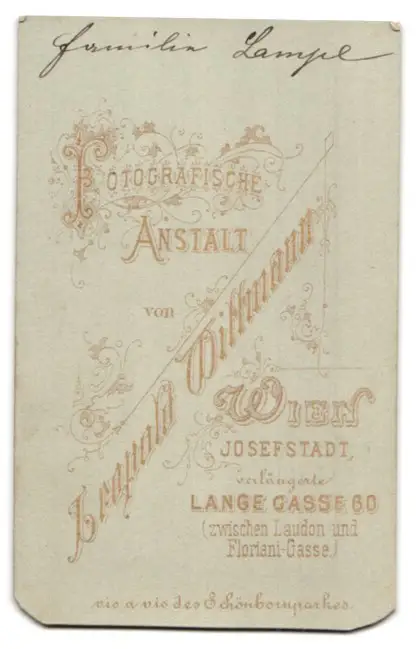 Familie Lampl
FOTOGRAFISCHE
ANSTALT
von
Leopold Wittmann
WIEN
JOSEFSTADT,
verlängerte
LANGE GASSE 60
(zwischen Laudon und
Floriani-Gasse)
vis a vis des Schönbornparkes